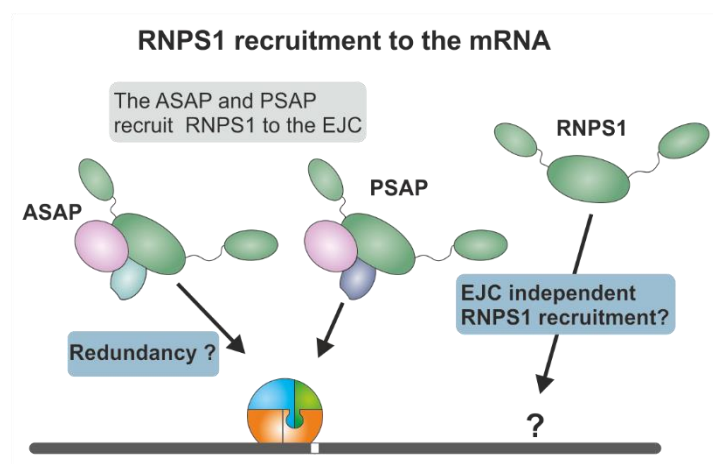 RNPS1 recruitment to the mRNA
The ASAP and PSAP
recruit RNPS1 to the EJC
RNPS1
PSAP
ASAP
EJC independent
RNPS1 recruitment?
Redundancy ?
?